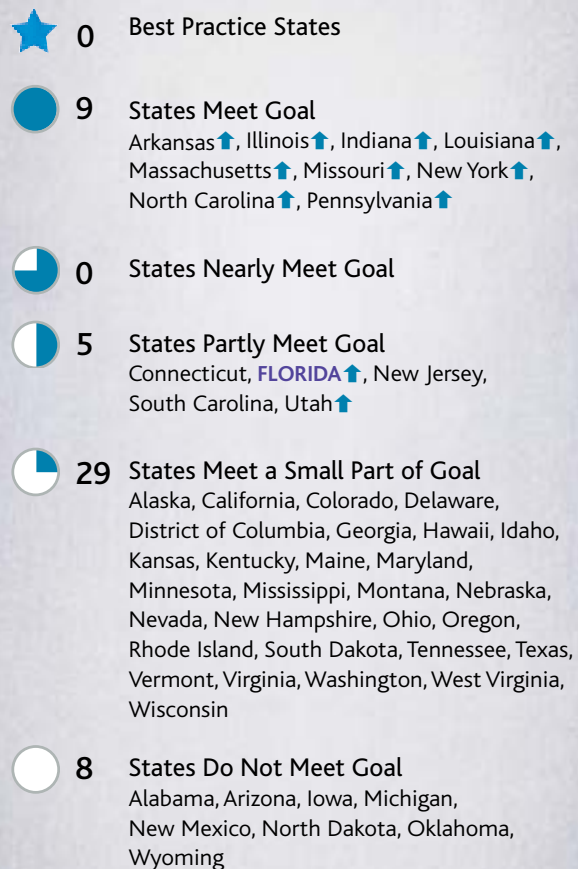 0 Best Practice States
9 States Meet Goal
Arkansas⬆, Illinois⬆, Indiana⬆, Louisiana⬆,
Massachusetts⬆, Missouri⬆, New York⬆,
North Carolina⬆, Pennsylvania⬆
0 States Nearly Meet Goal
5 States Partly Meet Goal
Connecticut, FLORIDA⬆, New Jersey,
South Carolina, Utah⬆
29 States Meet a Small Part of Goal
Alaska, California, Colorado, Delaware,
District of Columbia, Georgia, Hawaii, Idaho,
Kansas, Kentucky, Maine, Maryland,
Minnesota, Mississippi, Montana, Nebraska,
Nevada, New Hampshire, Ohio, Oregon,
Rhode Island, South Dakota, Tennessee, Texas,
Vermont, Virginia, Washington, West Virginia,
Wisconsin
8 States Do Not Meet Goal
Alabama, Arizona, Iowa, Michigan,
New Mexico, North Dakota, Oklahoma,
Wyoming